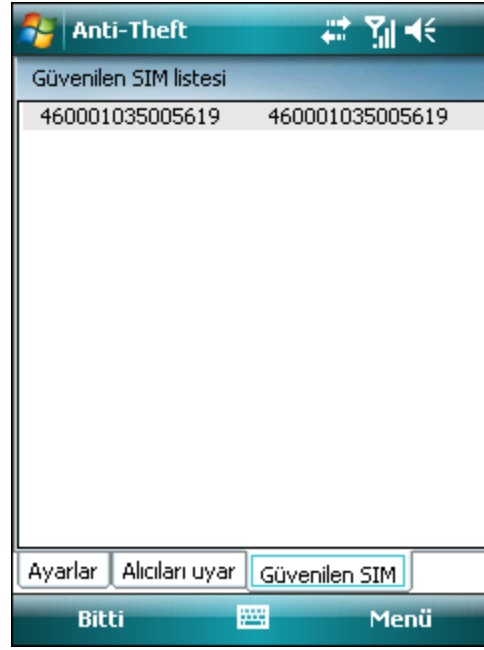 Anti-Theft
Güvenilen SIM listesi
460001035005619 460001035005619
Ayarlar Alıcıları uyar Güvenilen SIM
Bitti Menü